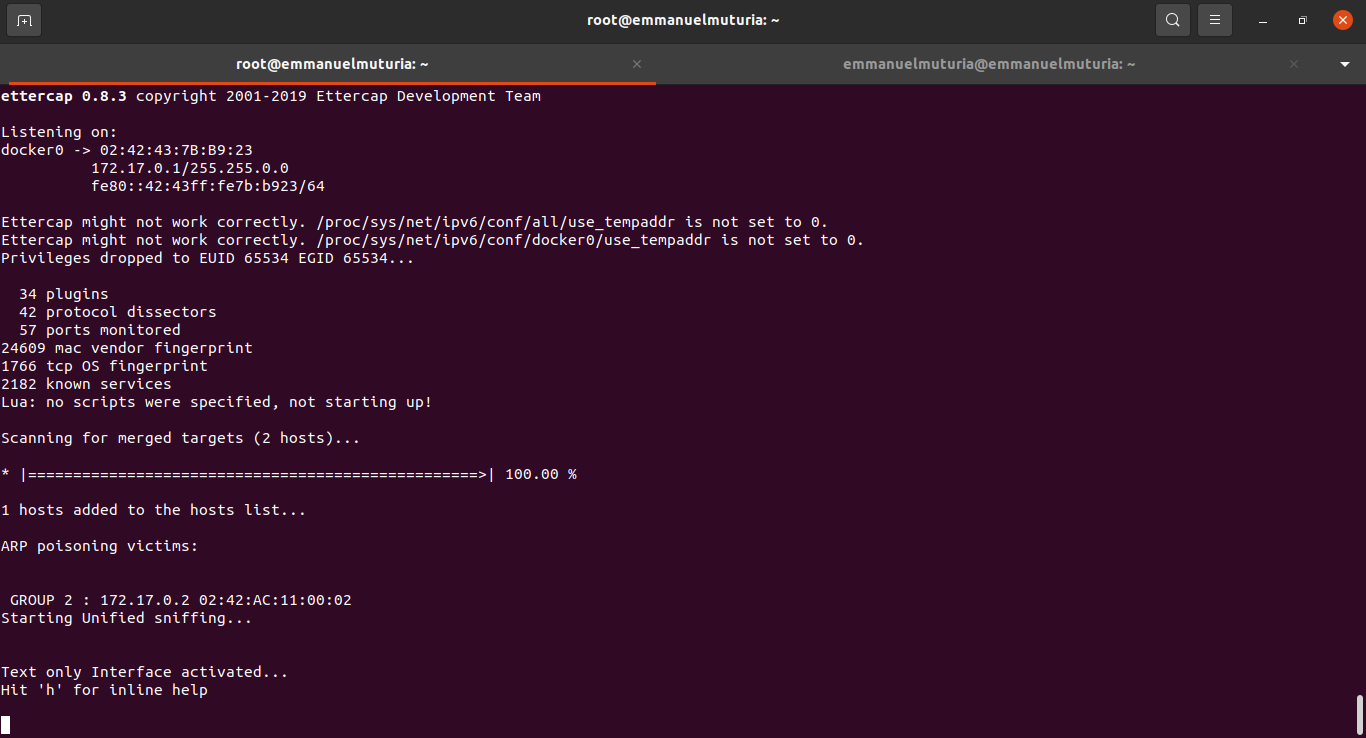 root@emmanuelmuturia: ~
root@emmanuelmuturia: ~
emmanuelmuturia@emmanuelmuturia: ~
ettercap 0.8.3 copyright 2001-2019 Ettercap Development Team
Listening on:
docker0 -> 02:42:43:7B:B9:23
172.17.0.1/255.255.0.0
fe80::42:43ff:fe7b:b923/64
Ettercap might not work correctly. /proc/sys/net/ipv6/conf/all/use_tempaddr is not set to 0.
Ettercap might not work correctly. /proc/sys/net/ipv6/conf/docker0/use_tempaddr is not set to 0.
Privileges dropped to EUID 65534 EGID 65534...
34 plugins
42 protocol dissectors
57 ports monitored
24609 mac vendor fingerprint
1766 tcp OS fingerprint
2182 known services
Lua: no scripts were specified, not starting up!
Scanning for merged targets (2 hosts)...
* |==================================================>| 100.00 %
1 hosts added to the hosts list...
ARP poisoning victims:
GROUP 2 : 172.17.0.2 02:42:AC:11:00:02
Starting Unified sniffing...
Text only Interface activated...
Hit 'h' for inline help